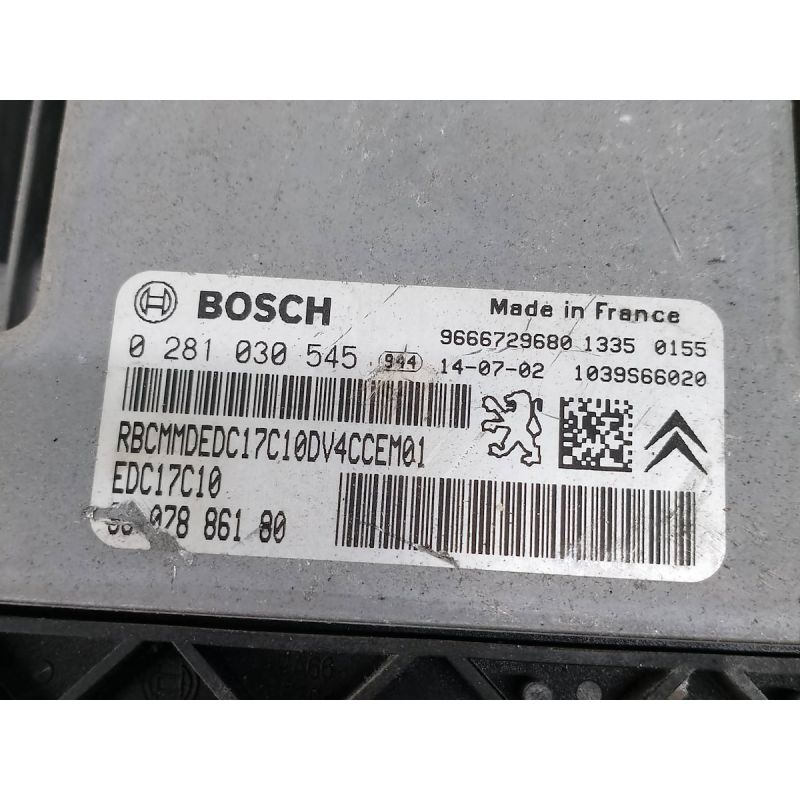 BOSCH
Made in France
9666729680 1335 0155
0 281 030 545 944 14-07-02 1039S66020
RBCMMDEDC17C10DV4CCEM01
EDC17C10
078 861 80